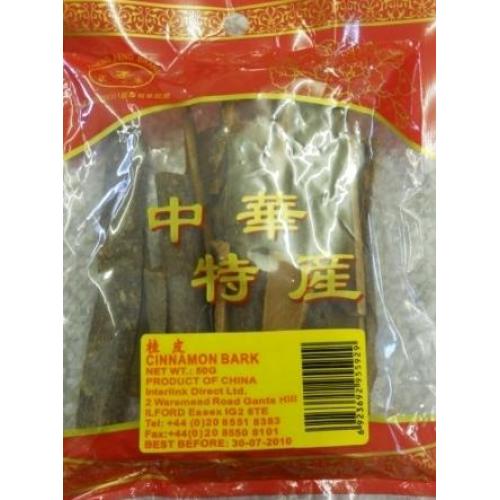 中華
特產
桂皮
CINNAMON BARK
NET WT.: 50G
PRODUCT OF CHINA
Interlink Direct Ltd.
2 Waremead Road Gants Hill
ILFORD Essex IG2 6TE
Tel: +44 (0)20 8551 8383
Fax:+44(0)20 8550 8101
BEST BEFORE: 30-07-2010
6923692955929